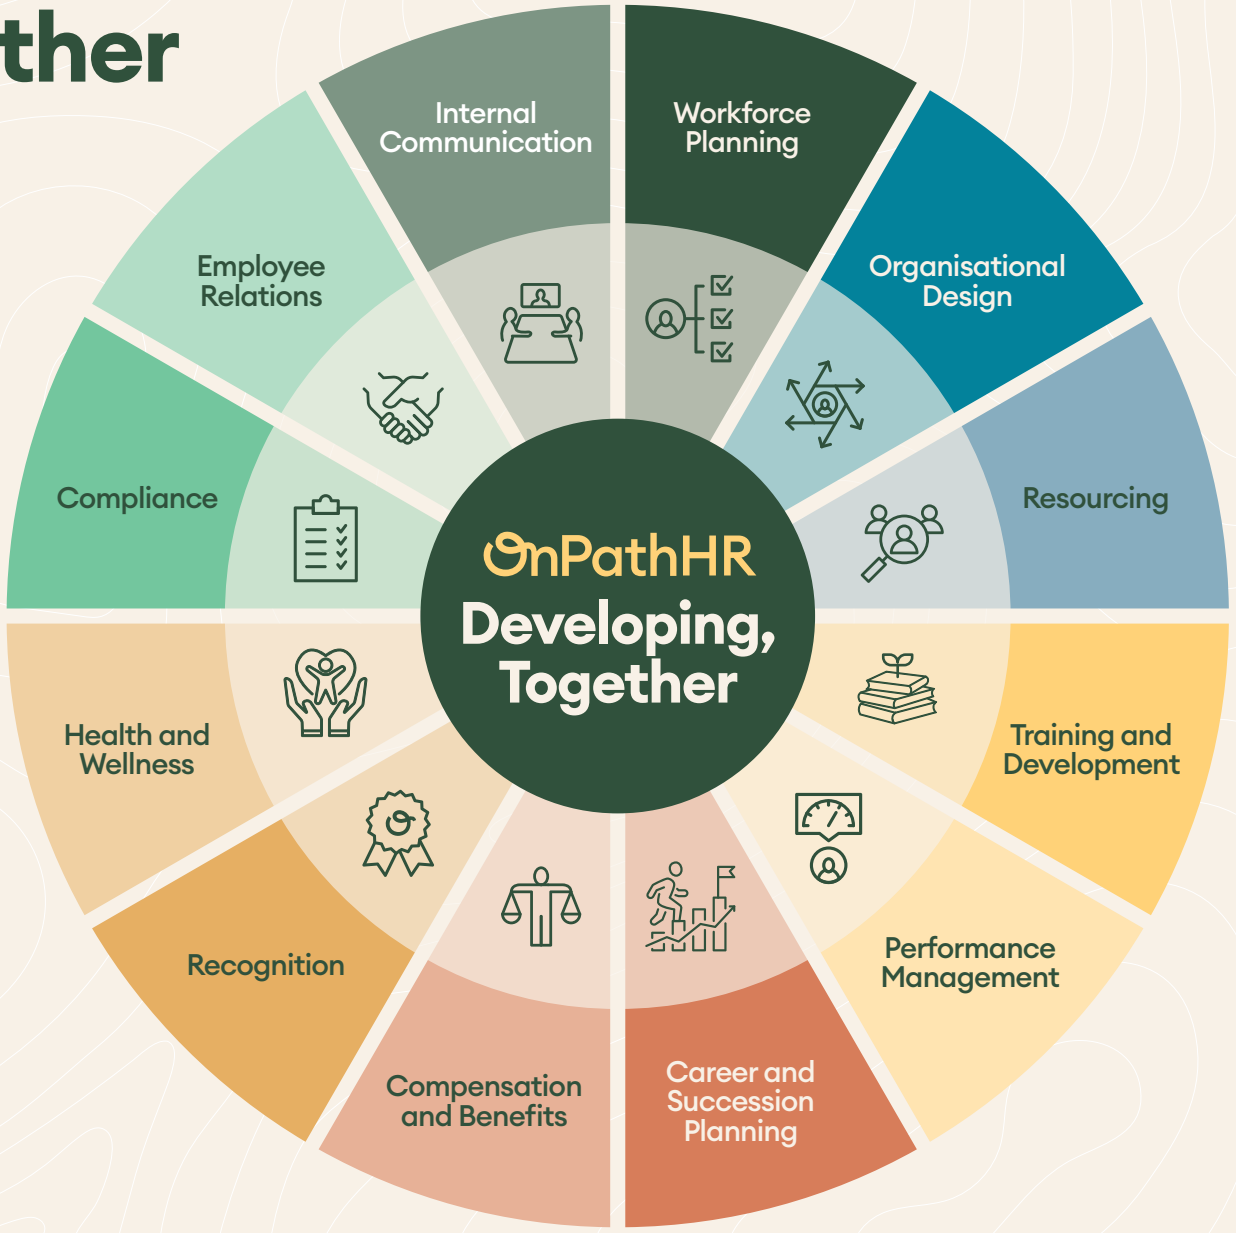 ther
Internal
Communication
Workforce
Planning
Organisational
Design
Resourcing
Training and
Development
Performance
Management
Career and
Succession
Planning
Compensation
and Benefits
Recognition
Health and
Wellness
Compliance
Employee
Relations
OnPathHR
Developing,
Together